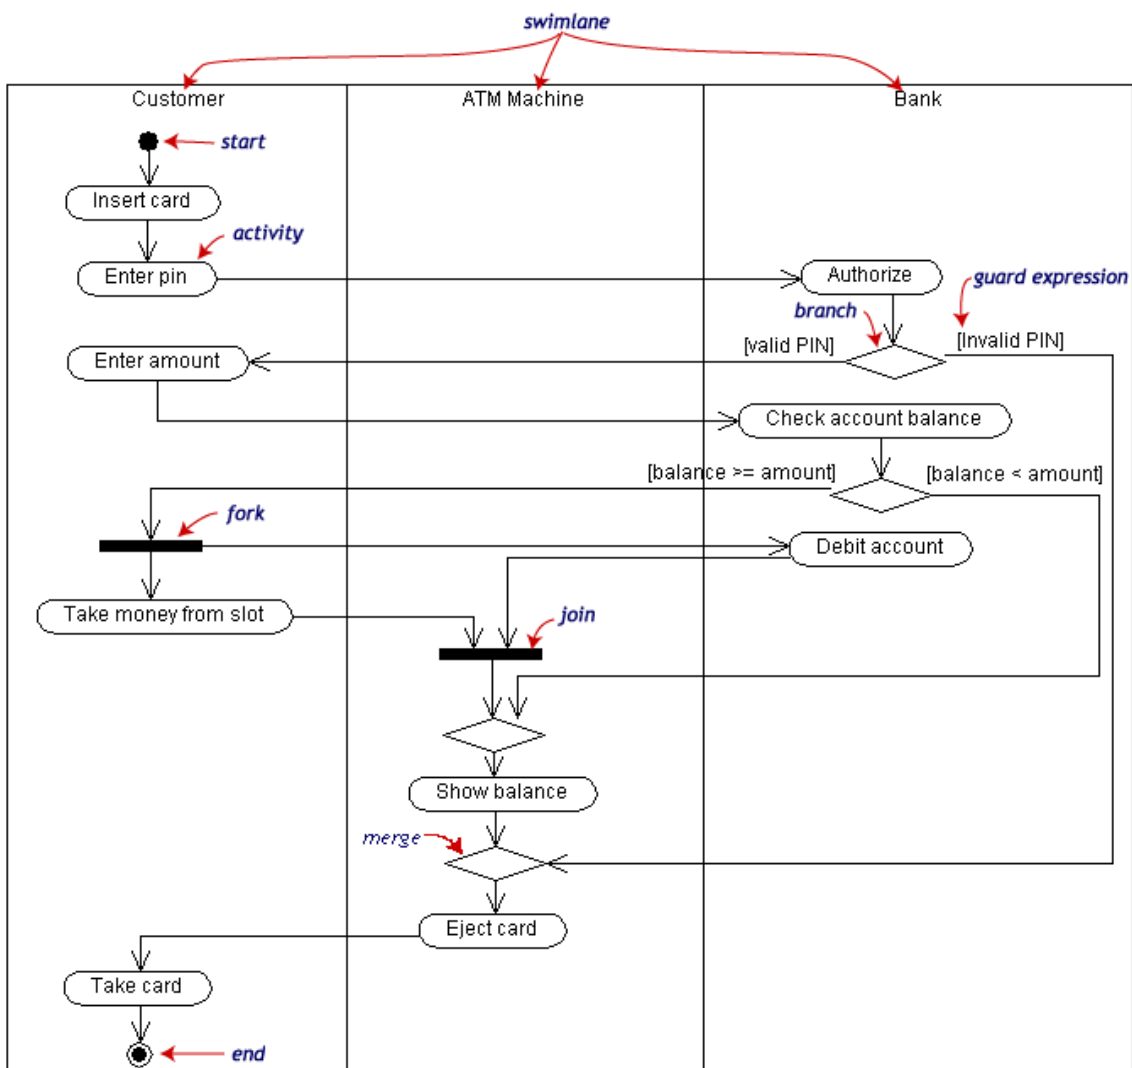 swimlane
Customer
ATM Machine
Bank
start
Insert card
activity
Enter pin
Authorize
guard expression
branch
[valid PIN]
[Invalid PIN]
Enter amount
Check account balance
[balance >= amount]
[balance < amount]
fork
Debit account
Take money from slot
join
Show balance
merge
Eject card
Take card
end